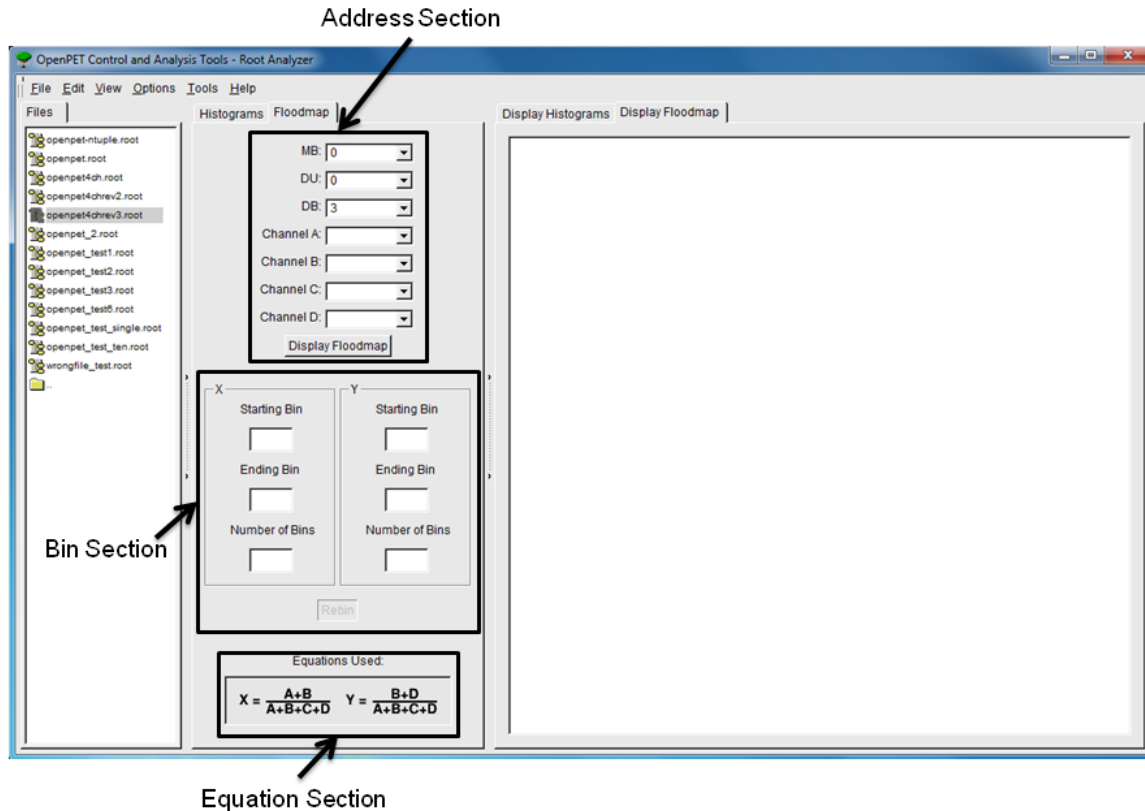 Address Section
OpenPET Control and Analysis Tools - Root Analyzer
File Edit View Options Tools Help
Files
openpet-ntuple.root
openpet.root
openpet4ch.root
openpet4chrev2.root
openpet4chrev3.root
openpet_2.root
openpet_test1.root
openpet_test2.root
openpet_test3.root
openpet_test6.root
openpet_test_single.root
openpet_test_ten.root
wrongfile_test.root
..
Histograms Floodmap
MB: 0
DU: 0
DB: 3
Channel A:
Channel B:
Channel C:
Channel D:
Display Floodmap
X Y
Starting Bin Starting Bin
Ending Bin Ending Bin
Number of Bins Number of Bins
Rebin
Bin Section
Equations Used:
X = A+B / A+B+C+D Y = B+D / A+B+C+D
Display Histograms Display Floodmap
Equation Section